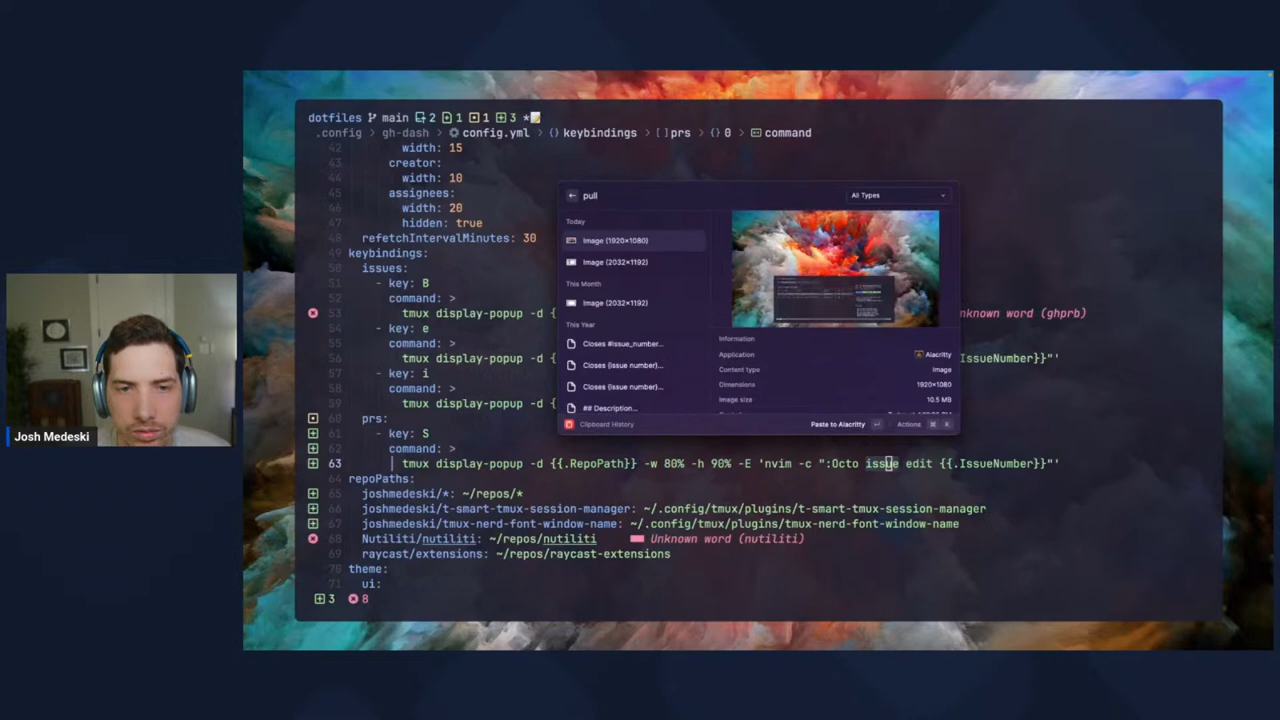 dotfiles main 2 1 1 3 *
.config > gh-dash > config.yml > {} keybindings > [ ] prs > {} 0 > command
42 width: 15
43 creator:
44 width: 10
45 assignees:
46 width: 20
47 hidden: true
48 refetchIntervalMinutes: 30
49 keybindings:
50 issues:
51 - key: B
52 command: >
53 tmux display-popup -d { nknown word (ghprb)
54 - key: e
55 command: >
56 tmux display-popup -d { IssueNumber}}"'
57 - key: i
58 command: >
59 tmux display-popup -d {
60 prs:
61 - key: S
62 command: >
63 tmux display-popup -d {{.RepoPath}} -w 80% -h 90% -E 'nvim -c ":Octo issue edit {{.IssueNumber}}"'
64 repoPaths:
65 joshmedeski/*: ~/repos/*
66 joshmedeski/t-smart-tmux-session-manager: ~/.config/tmux/plugins/t-smart-tmux-session-manager
67 joshmedeski/tmux-nerd-font-window-name: ~/.config/tmux/plugins/tmux-nerd-font-window-name
68 Nutiliti/nutiliti: ~/repos/nutiliti Unknown word (nutiliti)
69 raycast/extensions: ~/repos/raycast-extensions
70 theme:
71 ui:
3 8
pull
All Types
Today
Image (1920×1080)
Image (2032×1192)
This Month
Image (2032×1192)
This Year
Closes #issue_number...
Closes {issue number}...
Closes {issue number}...
## Description...
Information
Application Alacritty
Content type Image
Dimensions 1920×1080
Image size 10.5 MB
Clipboard History
Paste to Alacritty
Actions ⌘ K
Josh Medeski